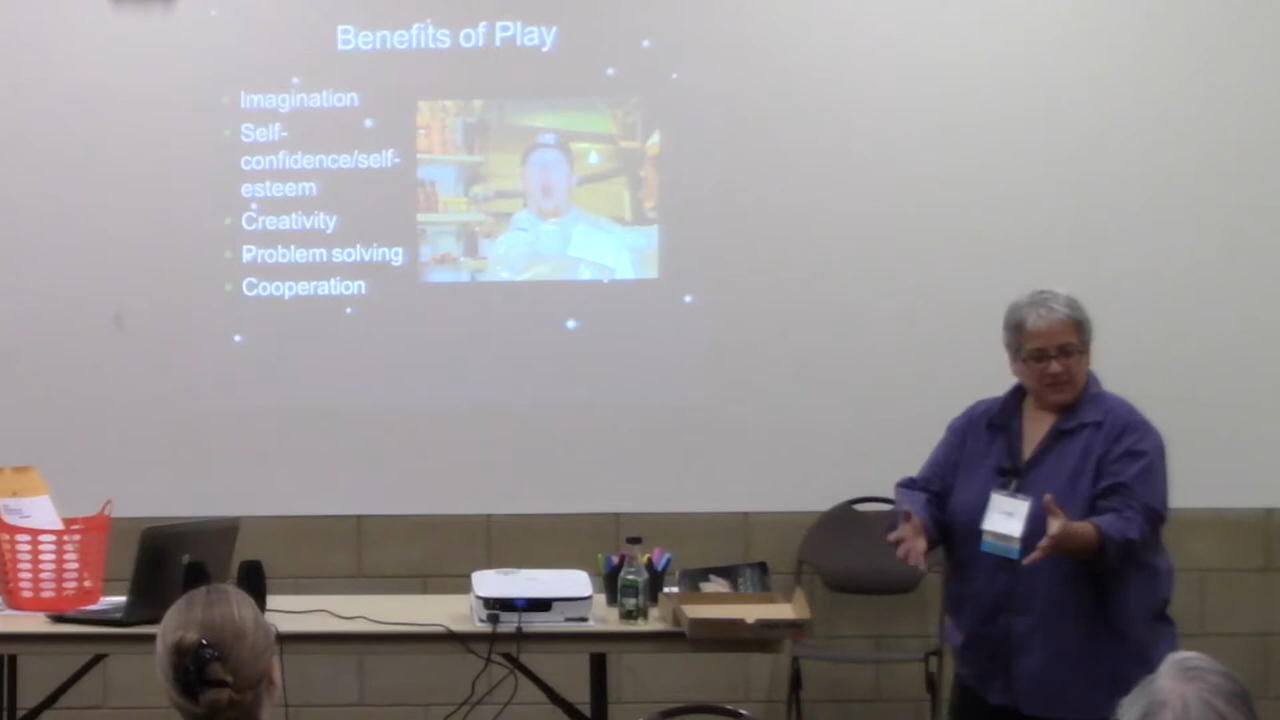 Benefits of Play
Imagination
Self-
confidence/self-
esteem
Creativity
Problem solving
Cooperation